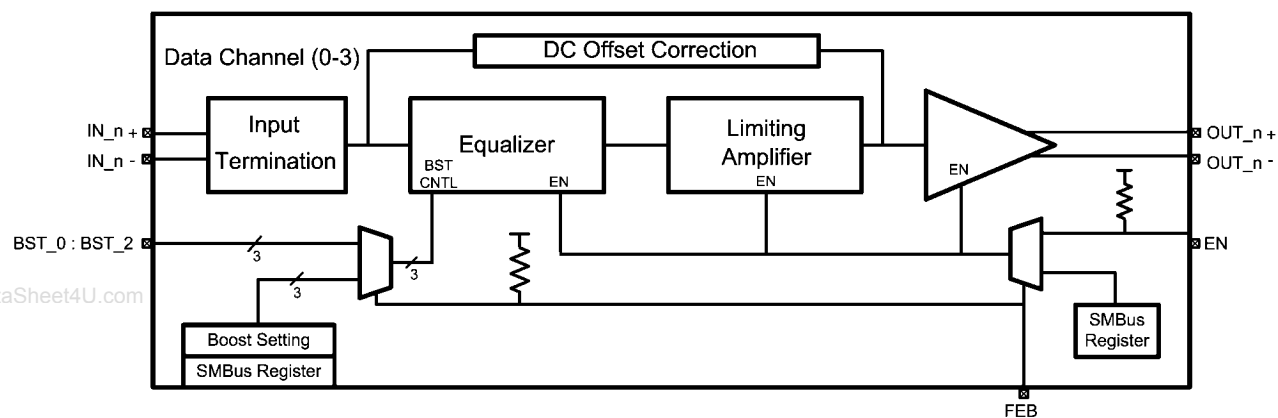 Data Channel (0-3)
DC Offset Correction
IN_n +
IN_n -
Input
Termination
Equalizer
BST
CNTL
EN
Limiting
Amplifier
EN
EN
OUT_n +
OUT_n -
BST_0 : BST_2
3
3
3
EN
Boost Setting
SMBus Register
SMBus
Register
FEB
taSheet4U.com